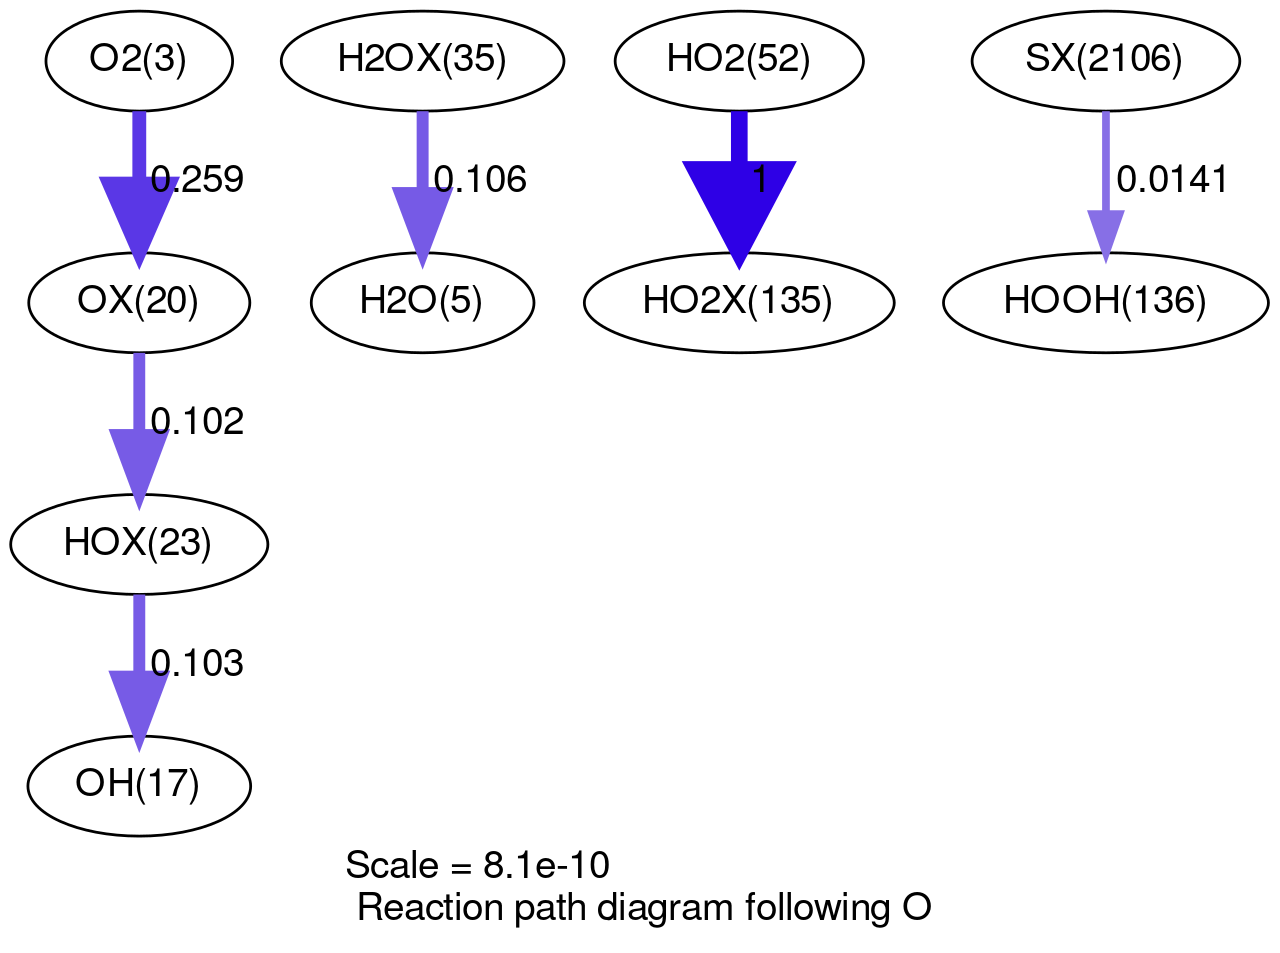 O2(3)
H2OX(35)
HO2(52)
SX(2106)
0.259
0.106
1
0.0141
OX(20)
H2O(5)
HO2X(135)
HOOH(136)
0.102
HOX(23)
0.103
OH(17)
Scale = 8.1e-10
Reaction path diagram following O